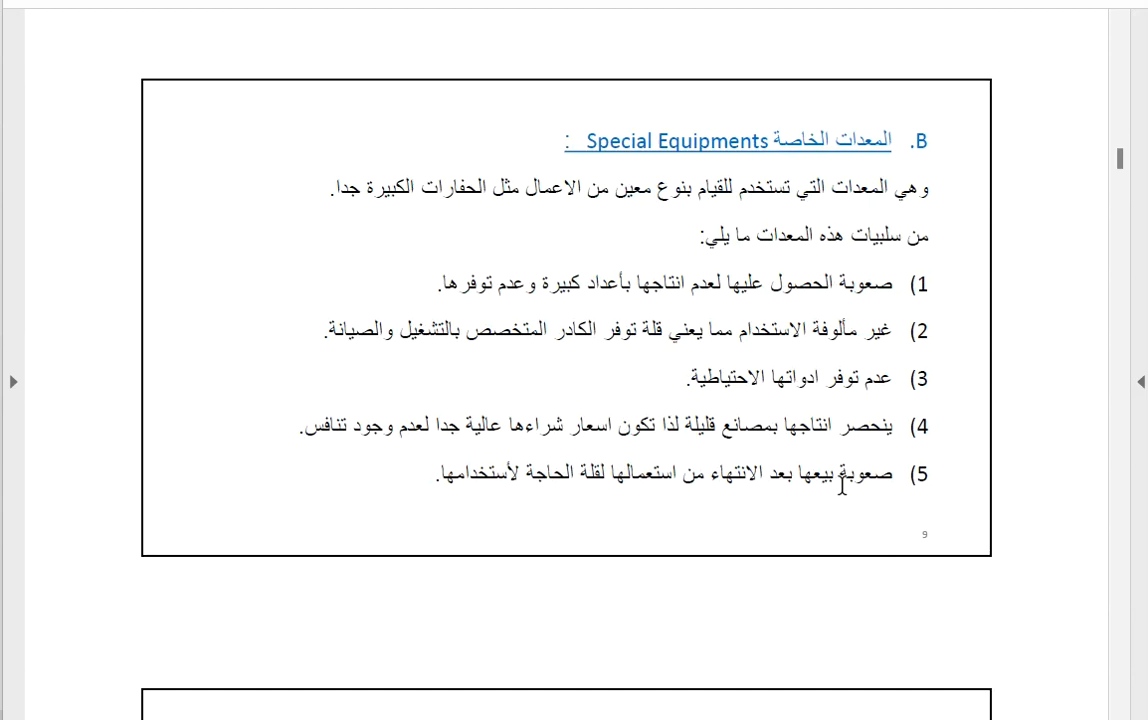 B. المعدات الخاصة Special Equipments :
وهي المعدات التي تستخدم للقيام بنوع معين من الاعمال مثل الحفارات الكبيرة جدا.
من سلبيات هذه المعدات ما يلي:
1) صعوبة الحصول عليها لعدم انتاجها بأعداد كبيرة وعدم توفرها.
2) غير مألوفة الاستخدام مما يعني قلة توفر الكادر المتخصص بالتشغيل والصيانة.
3) عدم توفر ادواتها الاحتياطية.
4) ينحصر انتاجها بمصانع قليلة لذا تكون اسعار شراءها عالية جدا لعدم وجود تنافس.
5) صعوبة بيعها بعد الانتهاء من استعمالها لقلة الحاجة لأستخدامها.
9